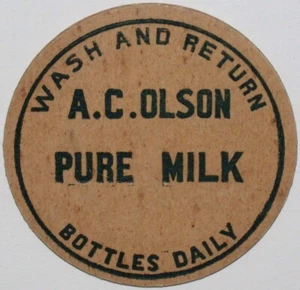 WASH AND RETURN
A.C.OLSON
PURE MILK
BOTTLES DAILY